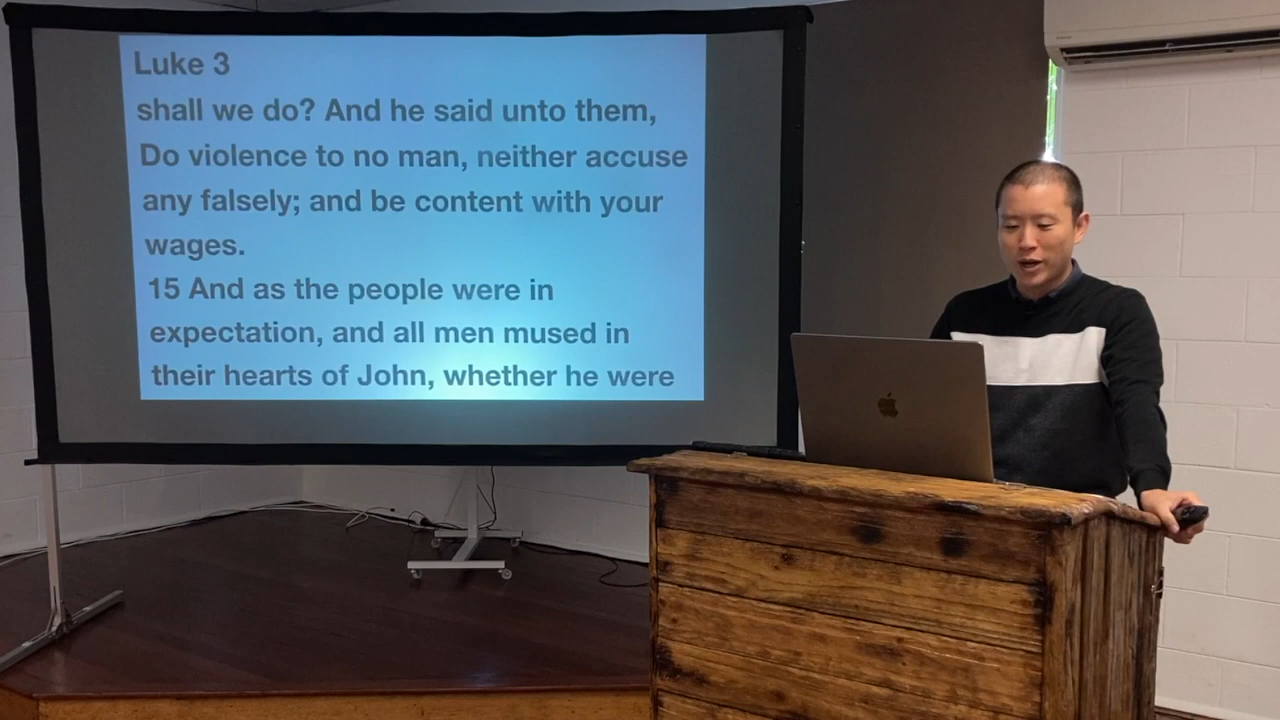 Luke 3
shall we do? And he said unto them,
Do violence to no man, neither accuse
any falsely; and be content with your
wages.
15 And as the people were in
expectation, and all men mused in
their hearts of John, whether he were